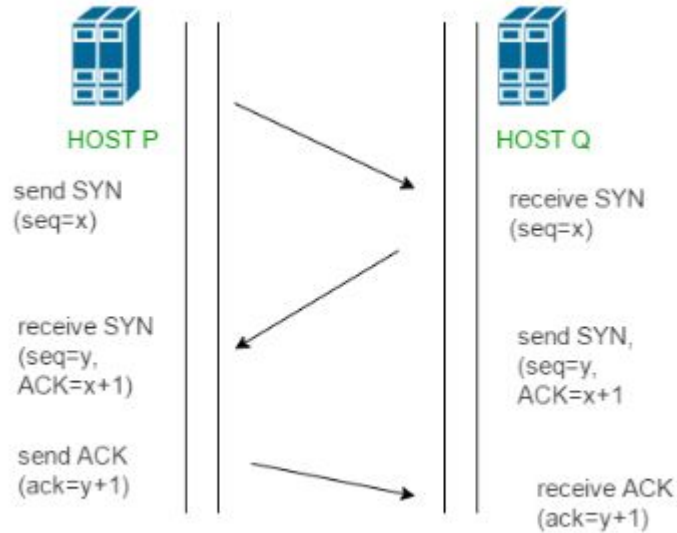 HOST P
HOST Q
send SYN
(seq=x)
receive SYN
(seq=x)
receive SYN
(seq=y,
ACK=x+1)
send SYN,
(seq=y,
ACK=x+1
send ACK
(ack=y+1)
receive ACK
(ack=y+1)